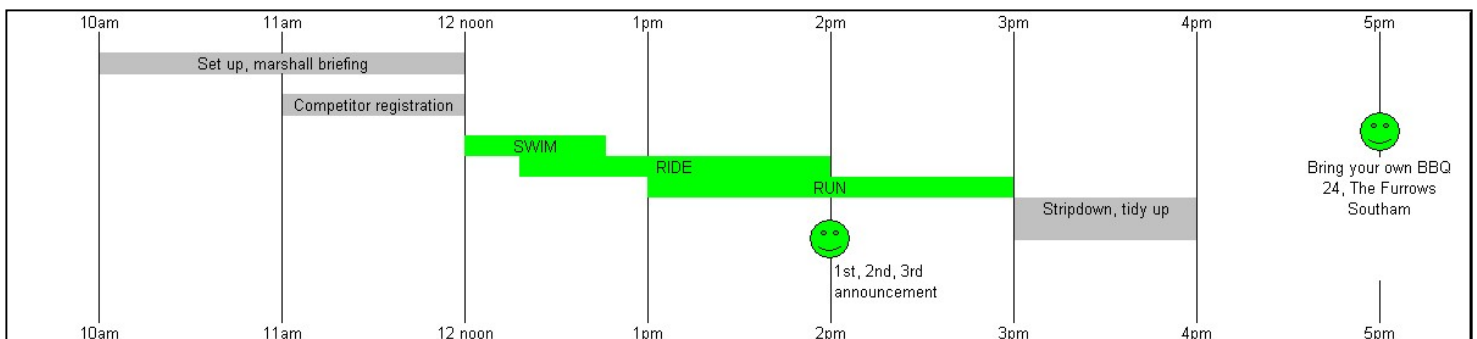 10am 11am 12 noon 1pm 2pm 3pm 4pm 5pm
Set up, marshall briefing
Competitor registration
SWIM
RIDE
RUN
Bring your own BBQ
24, The Furrows
Southam
Stripdown, tidy up
1st, 2nd, 3rd
announcement
10am 11am 12 noon 1pm 2pm 3pm 4pm 5pm